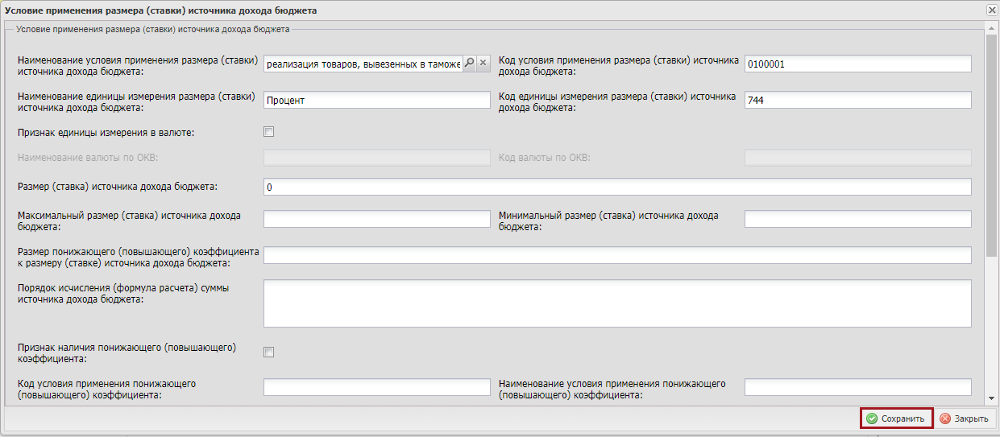 Условие применения размера (ставки) источника дохода бюджета
Условие применения размера (ставки) источника дохода бюджета
Наименование условия применения размера (ставки)
источника дохода бюджета:
реализация товаров, вывезенных в таможе
Код условия применения размера (ставки) источника
дохода бюджета:
0100001
Наименование единицы измерения размера (ставки)
источника дохода бюджета:
Процент
Код единицы измерения размера (ставки) источника
дохода бюджета:
744
Признак единицы измерения в валюте:
Наименование валюты по ОКВ:
Код валюты по ОКВ:
Размер (ставка) источника дохода бюджета:
0
Максимальный размер (ставка) источника дохода
бюджета:
Минимальный размер (ставка) источника дохода
бюджета:
Размер понижающего (повышающего) коэффициента
к размеру (ставке) источника дохода бюджета:
Порядок исчисления (формула расчета) суммы
источника дохода бюджета:
Признак наличия понижающего (повышающего)
коэффициента:
Код условия применения понижающего
(повышающего) коэффициента:
Наименование условия применения понижающего
(повышающего) коэффициента:
Сохранить
Закрыть